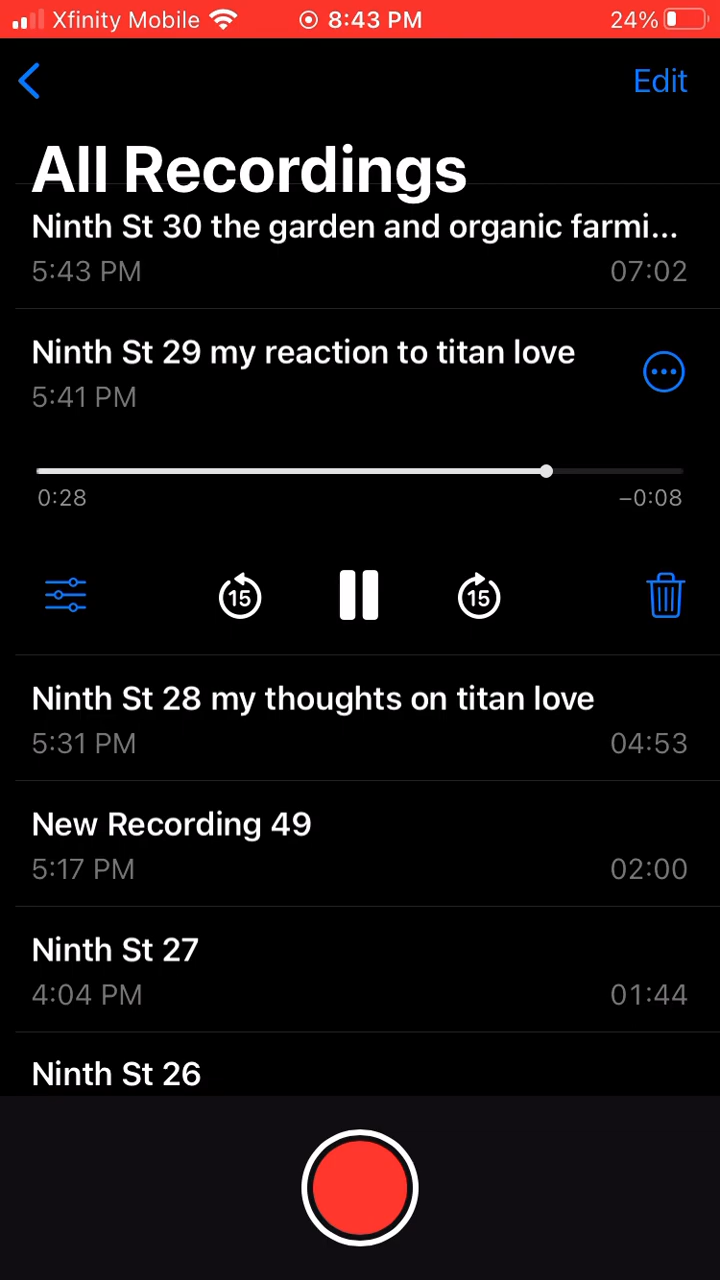 Xfinity Mobile 8:43 PM 24%
Edit
All Recordings
Ninth St 30 the garden and organic farmi...
5:43 PM 07:02
Ninth St 29 my reaction to titan love
5:41 PM
0:28 −0:08
15 15
Ninth St 28 my thoughts on titan love
5:31 PM 04:53
New Recording 49
5:17 PM 02:00
Ninth St 27
4:04 PM 01:44
Ninth St 26